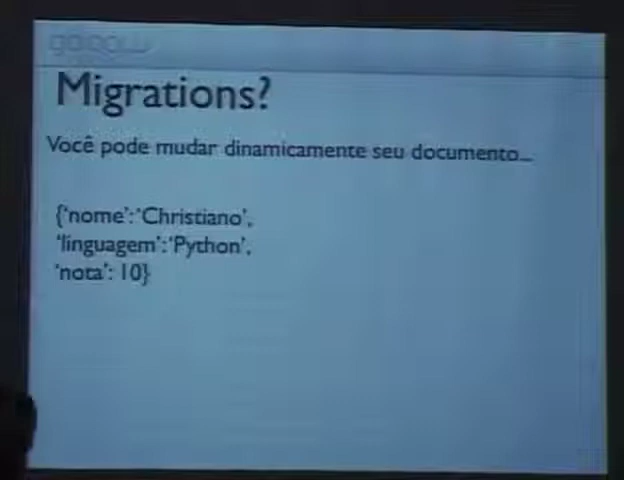 Migrations?
Você pode mudar dinamicamente seu documento...
{'nome':'Christiano',
'linguagem':'Python',
'nota': 10}